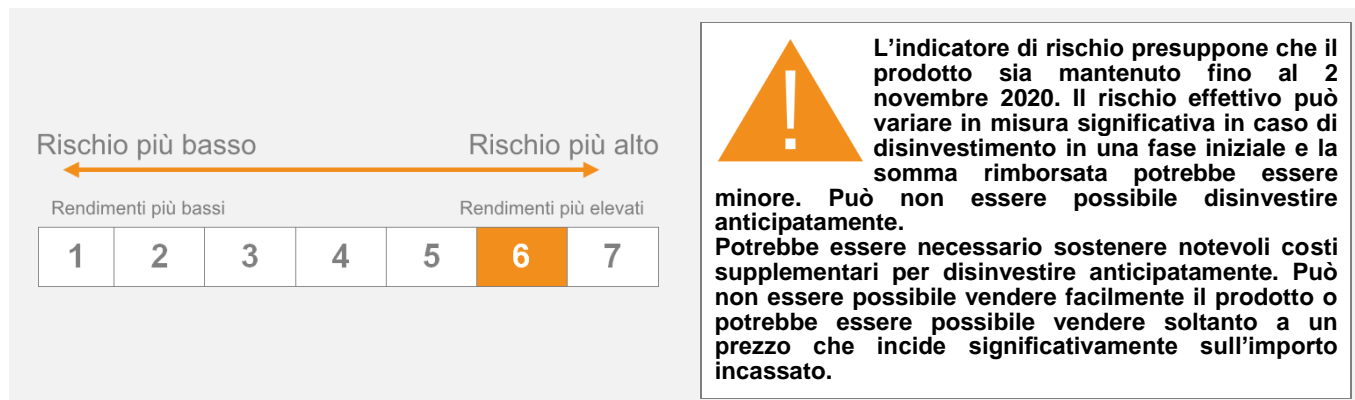 Rischio più basso Rischio più alto
Rendimenti più bassi Rendimenti più elevati
1 2 3 4 5 6 7
!
L'indicatore di rischio presuppone che il
prodotto sia mantenuto fino al 2
novembre 2020. Il rischio effettivo può
variare in misura significativa in caso di
disinvestimento in una fase iniziale e la
somma rimborsata potrebbe essere
minore. Può non essere possibile disinvestire
anticipatamente.
Potrebbe essere necessario sostenere notevoli costi
supplementari per disinvestire anticipatamente. Può
non essere possibile vendere facilmente il prodotto o
potrebbe essere possibile vendere soltanto a un
prezzo che incide significativamente sull'importo
incassato.